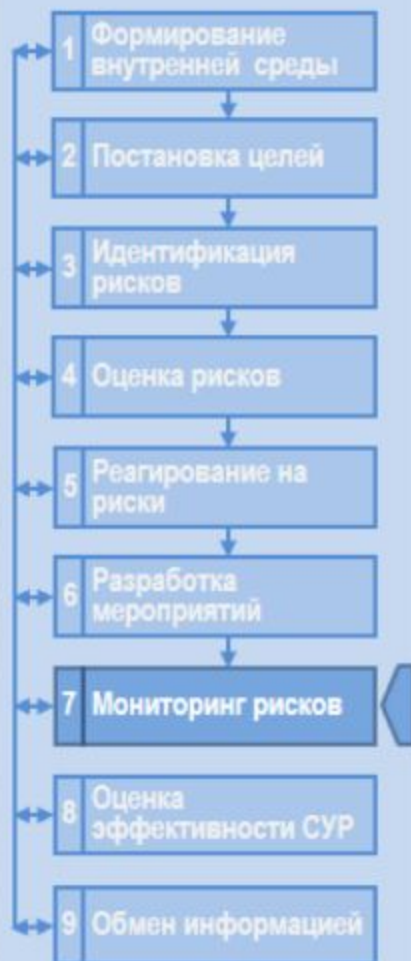 1 Формирование
внутренней среды
2 Постановка целей
3 Идентификация
рисков
4 Оценка рисков
5 Реагирование на
риски
6 Разработка
мероприятий
7 Мониторинг рисков
8 Оценка
эффективности СУР
9 Обмен информацией